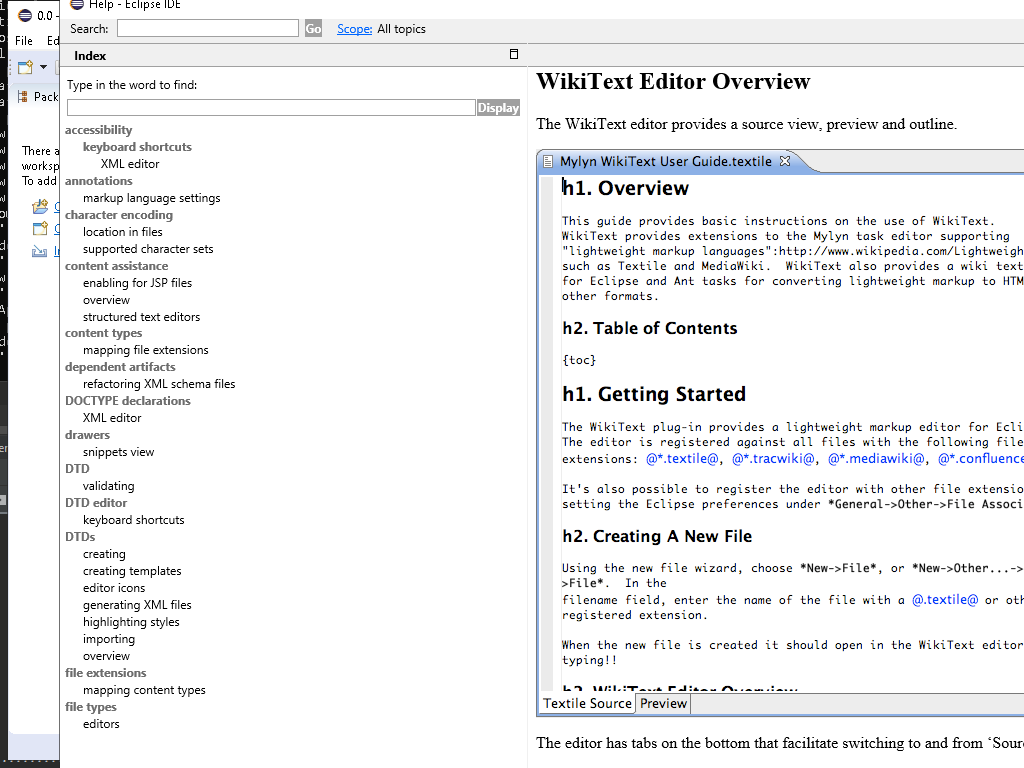 Help - Eclipse IDE
0.0 -
File Ed
Search:
Go
Scope: All topics
Index
Pack
Type in the word to find:
Display
There a
worksp
To add
accessibility
keyboard shortcuts
XML editor
annotations
markup language settings
character encoding
location in files
supported character sets
content assistance
enabling for JSP files
overview
structured text editors
content types
mapping file extensions
dependent artifacts
refactoring XML schema files
DOCTYPE declarations
XML editor
drawers
snippets view
DTD
validating
DTD editor
keyboard shortcuts
DTDs
creating
creating templates
editor icons
generating XML files
highlighting styles
importing
overview
file extensions
mapping content types
file types
editors
WikiText Editor Overview
The WikiText editor provides a source view, preview and outline.
Mylyn WikiText User Guide.textile
h1. Overview
This guide provides basic instructions on the use of WikiText.
WikiText provides extensions to the Mylyn task editor supporting
"lightweight markup languages":http://www.wikipedia.com/Lightweigh
such as Textile and MediaWiki. WikiText also provides a wiki text
for Eclipse and Ant tasks for converting lightweight markup to HTM
other formats.
h2. Table of Contents
{toc}
h1. Getting Started
The WikiText plug-in provides a lightweight markup editor for Ecli
The editor is registered against all files with the following file
extensions: @*.textile@, @*.tracwiki@, @*.mediawiki@, @*.confluence
It's also possible to register the editor with other file extensio
setting the Eclipse preferences under *General->Other->File Associ
h2. Creating A New File
Using the new file wizard, choose *New->File*, or *New->Other...->
>File*. In the
filename field, enter the name of the file with a @.textile@ or oth
registered extension.
When the new file is created it should open in the WikiText editor
typing!!
h2. WikiText Editor Overview
Textile Source Preview
The editor has tabs on the bottom that facilitate switching to and from ‘Sour